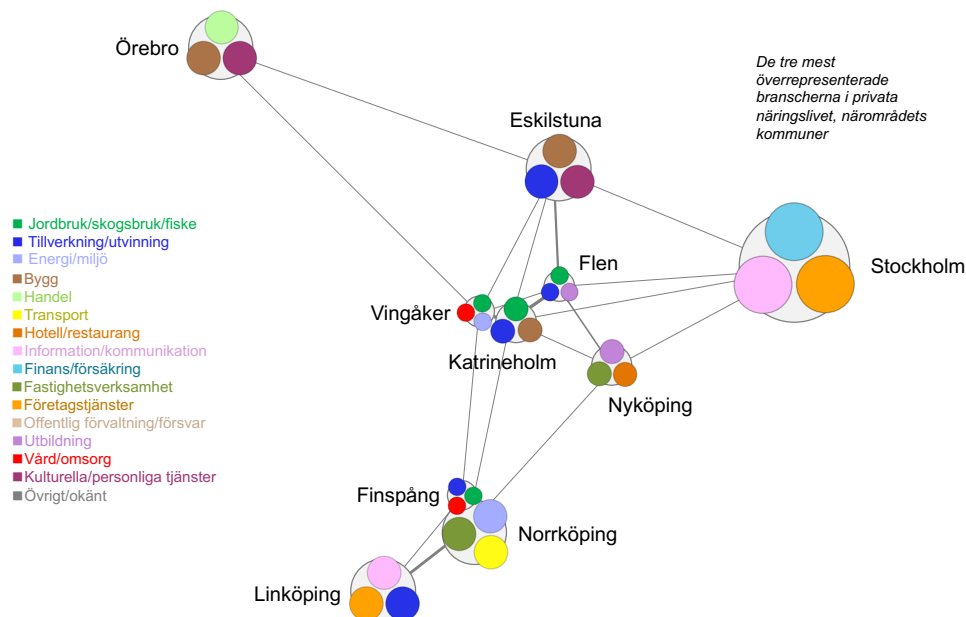 Örebro
De tre mest
överrepresenterade
branscherna i privata
näringslivet, närområdets
kommuner
Eskilstuna
Jordbruk/skogsbruk/fiske
Tillverkning/utvinning
Energi/miljö
Bygg
Handel
Transport
Hotell/restaurang
Information/kommunikation
Finans/försäkring
Fastighetsverksamhet
Företagstjänster
Offentlig förvaltning/försvar
Utbildning
Vård/omsorg
Kulturella/personliga tjänster
Övrigt/okänt
Flen
Stockholm
Vingåker
Katrineholm
Nyköping
Finspång
Norrköping
Linköping